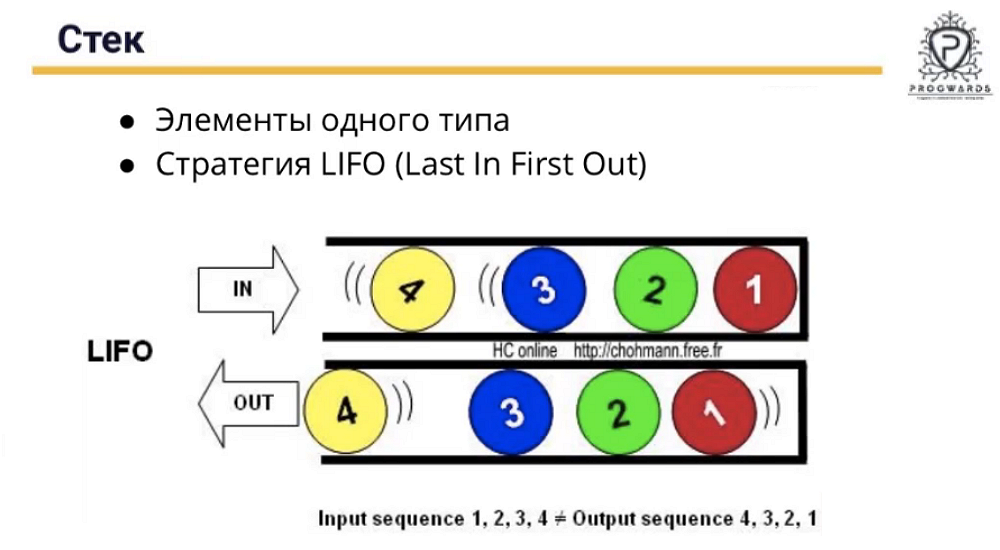 Стек
PROGWARDS
● Элементы одного типа
● Стратегия LIFO (Last In First Out)
IN
4 3 2 1
LIFO
HC online http://chohmann.free.fr
OUT
4 3 2 1
Input sequence 1, 2, 3, 4 ≠ Output sequence 4, 3, 2, 1